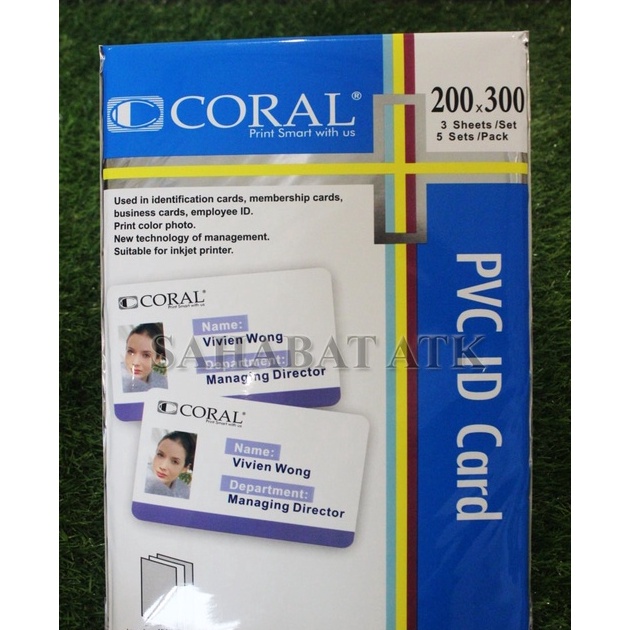 CORAL®
Print Smart with us
200x300
3 Sheets/Set
5 Sets/Pack
Used in identification cards, membership cards,
business cards, employee ID.
Print color photo.
New technology of management.
Suitable for inkjet printer.
PVC ID Card
CORAL®
Print Smart with us
Name:
Vivien Wong
Department:
Managing Director
SAHABAT ATK
CORAL®
Print Smart with us
Name:
Vivien Wong
Department:
Managing Director